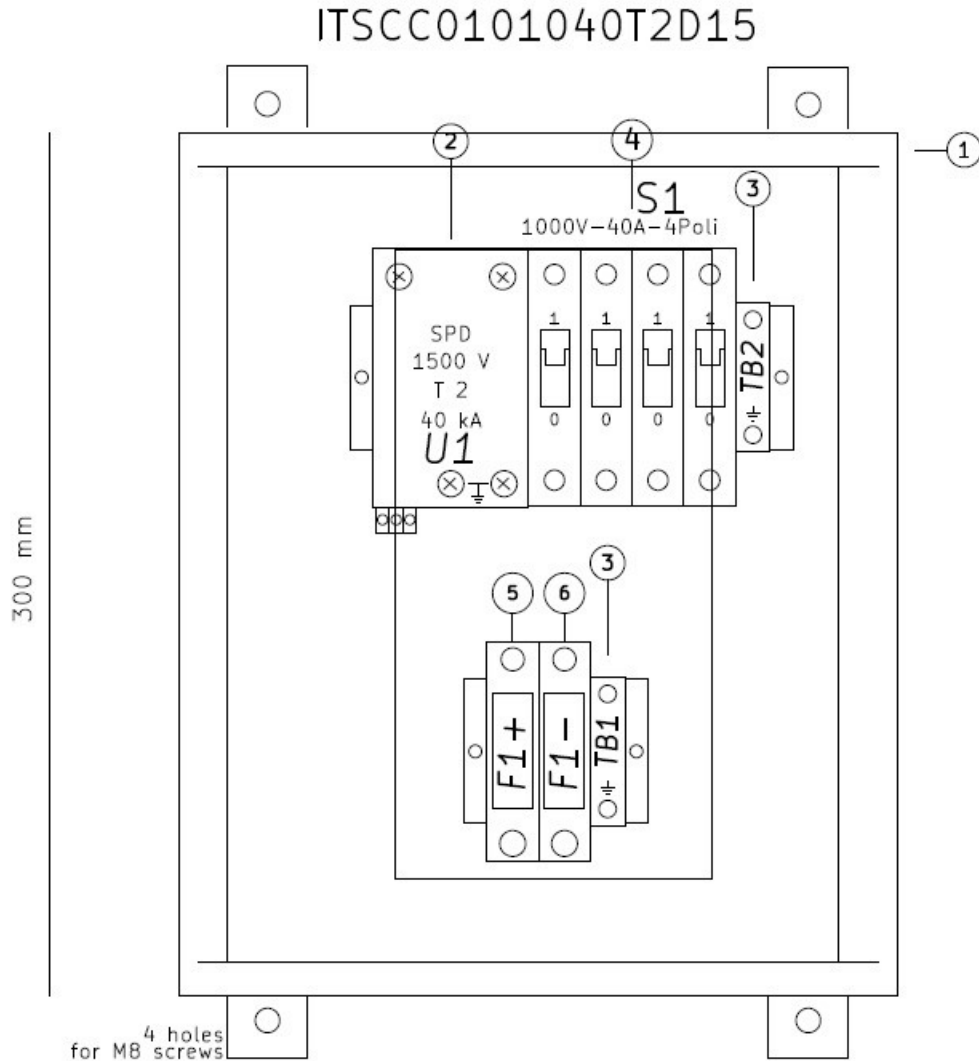 ITSCC0101040T2D15
2
4
1
3
S1
1000V-40A-4Poli
SPD
1500 V
T 2
40 kA
U1
1 1 1 1
0 0 0 0
TB2
300 mm
5
6
3
F1+
F1-
TB1
4 holes
for M8 screws